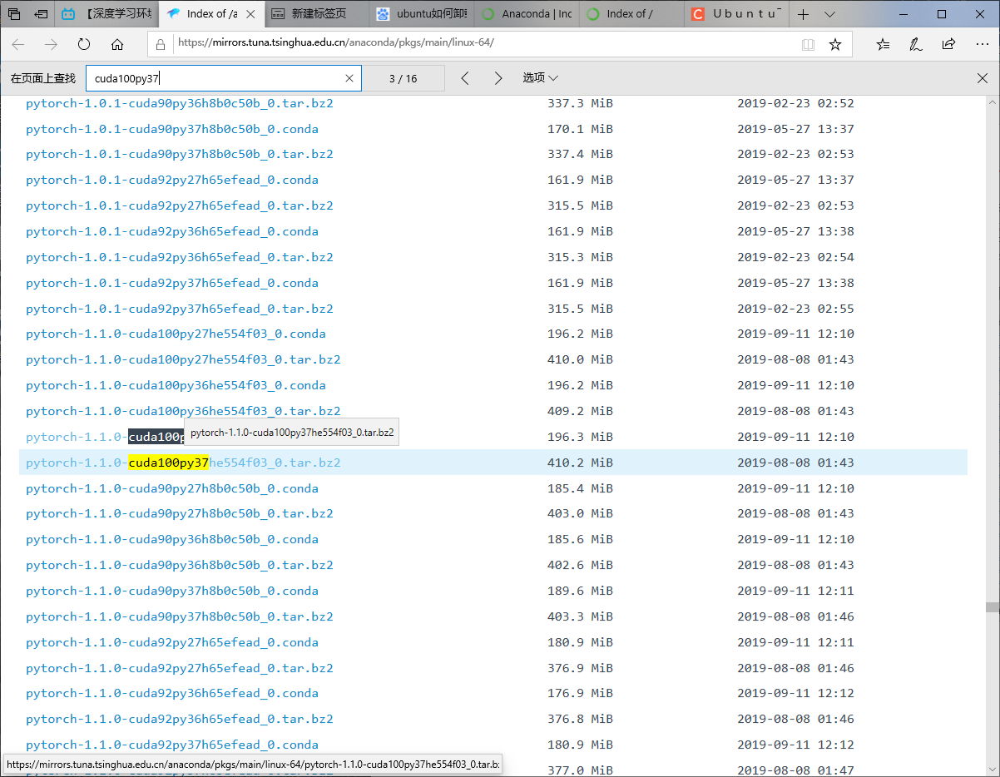 【深度学习环境
Index of /a
新建标签页
ubuntu如何卸
Anaconda | Inc
Index of /
Ubuntu
https://mirrors.tuna.tsinghua.edu.cn/anaconda/pkgs/main/linux-64/
在页面上查找 cuda100py37 3 / 16 选项
pytorch-1.0.1-cuda90py36h8b0c50b_0.tar.bz2 337.3 MiB 2019-02-23 02:52
pytorch-1.0.1-cuda90py37h8b0c50b_0.conda 170.1 MiB 2019-05-27 13:37
pytorch-1.0.1-cuda90py37h8b0c50b_0.tar.bz2 337.4 MiB 2019-02-23 02:53
pytorch-1.0.1-cuda92py27h65efead_0.conda 161.9 MiB 2019-05-27 13:37
pytorch-1.0.1-cuda92py27h65efead_0.tar.bz2 315.5 MiB 2019-02-23 02:53
pytorch-1.0.1-cuda92py36h65efead_0.conda 161.9 MiB 2019-05-27 13:38
pytorch-1.0.1-cuda92py36h65efead_0.tar.bz2 315.3 MiB 2019-02-23 02:54
pytorch-1.0.1-cuda92py37h65efead_0.conda 161.9 MiB 2019-05-27 13:38
pytorch-1.0.1-cuda92py37h65efead_0.tar.bz2 315.5 MiB 2019-02-23 02:55
pytorch-1.1.0-cuda100py27he554f03_0.conda 196.2 MiB 2019-09-11 12:10
pytorch-1.1.0-cuda100py27he554f03_0.tar.bz2 410.0 MiB 2019-08-08 01:43
pytorch-1.1.0-cuda100py36he554f03_0.conda 196.2 MiB 2019-09-11 12:10
pytorch-1.1.0-cuda100py36he554f03_0.tar.bz2 409.2 MiB 2019-08-08 01:43
pytorch-1.1.0-cuda100p 196.3 MiB 2019-09-11 12:10
pytorch-1.1.0-cuda100py37he554f03_0.tar.bz2
pytorch-1.1.0-cuda100py37he554f03_0.tar.bz2 410.2 MiB 2019-08-08 01:43
pytorch-1.1.0-cuda90py27h8b0c50b_0.conda 185.4 MiB 2019-09-11 12:10
pytorch-1.1.0-cuda90py27h8b0c50b_0.tar.bz2 403.0 MiB 2019-08-08 01:43
pytorch-1.1.0-cuda90py36h8b0c50b_0.conda 185.6 MiB 2019-09-11 12:10
pytorch-1.1.0-cuda90py36h8b0c50b_0.tar.bz2 402.6 MiB 2019-08-08 01:43
pytorch-1.1.0-cuda90py37h8b0c50b_0.conda 189.6 MiB 2019-09-11 12:11
pytorch-1.1.0-cuda90py37h8b0c50b_0.tar.bz2 403.3 MiB 2019-08-08 01:46
pytorch-1.1.0-cuda92py27h65efead_0.conda 180.9 MiB 2019-09-11 12:11
pytorch-1.1.0-cuda92py27h65efead_0.tar.bz2 376.9 MiB 2019-08-08 01:46
pytorch-1.1.0-cuda92py36h65efead_0.conda 176.9 MiB 2019-09-11 12:12
pytorch-1.1.0-cuda92py36h65efead_0.tar.bz2 376.8 MiB 2019-08-08 01:46
pytorch-1.1.0-cuda92py37h65efead_0.conda 180.9 MiB 2019-09-11 12:12
https://mirrors.tuna.tsinghua.edu.cn/anaconda/pkgs/main/linux-64/pytorch-1.1.0-cuda100py37he554f03_0.tar.bz
377.0 MiB 2019-08-08 01:47